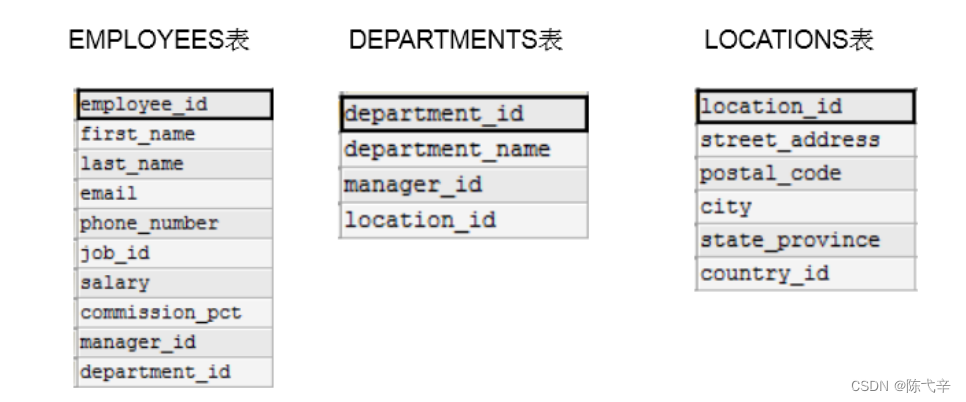 EMPLOYEES表
DEPARTMENTS表
LOCATIONS表
employee_id
first_name
last_name
email
phone_number
job_id
salary
commission_pct
manager_id
department_id
department_id
department_name
manager_id
location_id
location_id
street_address
postal_code
city
state_province
country_id
CSDN @陈弋辛